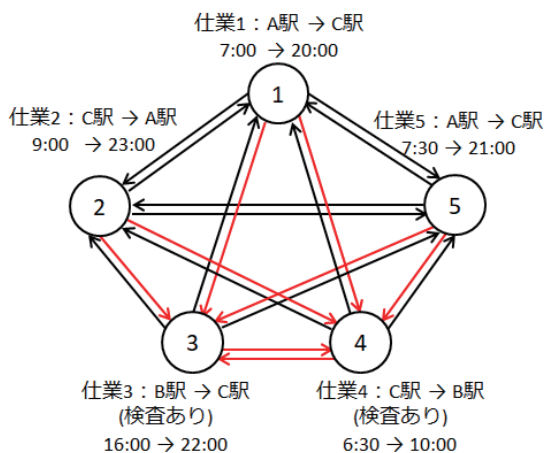 仕業1：A駅 → C駅
7:00 → 20:00
1
仕業2：C駅 → A駅
9:00 → 23:00
仕業5：A駅 → C駅
7:30 → 21:00
2
5
3
4
仕業3：B駅 → C駅
(検査あり)
16:00 → 22:00
仕業4：C駅 → B駅
(検査あり)
6:30 → 10:00